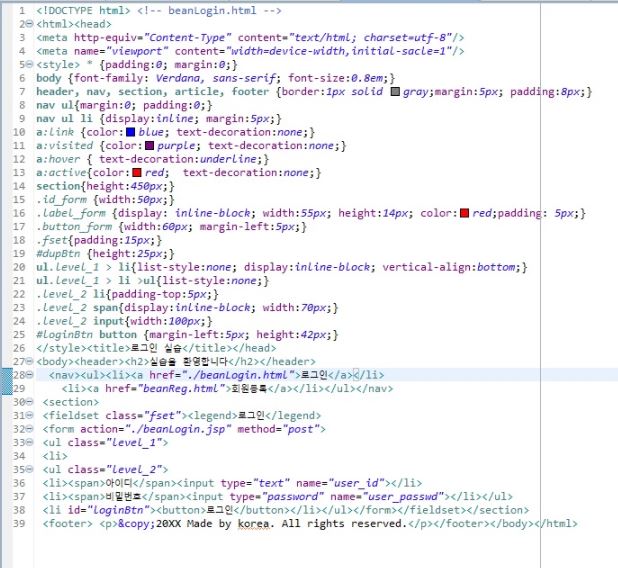 1 <!DOCTYPE html> <!-- beanLogin.html -->
2 <html><head>
3 <meta http-equiv="Content-Type" content="text/html; charset=utf-8"/>
4 <meta name="viewport" content="width=device-width,initial-sacle=1"/>
5 <style> * {padding:0; margin:0;}
6 body {font-family: Verdana, sans-serif; font-size:0.8em;}
7 header, nav, section, article, footer {border:1px solid gray;margin:5px; padding:8px;}
8 nav ul{margin:0; padding:0;}
9 nav ul li {display:inline; margin:5px;}
10 a:link {color: blue; text-decoration:none;}
11 a:visited {color: purple; text-decoration:none;}
12 a:hover { text-decoration:underline;}
13 a:active{color: red;  text-decoration:none;}
14 section{height:450px;}
15 .id_form {width:50px;}
16 .label_form {display: inline-block; width:55px; height:14px; color: red;padding: 5px;}
17 .button_form {width:60px; margin-left:5px;}
18 .fset{padding:15px;}
19 #dupBtn {height:25px;}
20 ul.level_1 > li{list-style:none; display:inline-block; vertical-align:bottom;}
21 ul.level_1 > li >ul{list-style:none;}
22 .level_2 li{padding-top:5px;}
23 .level_2 span{display:inline-block; width:70px;}
24 .level_2 input{width:100px;}
25 #loginBtn button {margin-left:5px; height:42px;}
26 </style><title>로그인 실습</title></head>
27 <body><header><h2>실습을 환영합니다</h2></header>
28 <nav><ul><li><a href="./beanLogin.html">로그인</a></li>
29 <li><a href="beanReg.html">회원등록</a></li></ul></nav>
30 <section>
31 <fieldset class="fset"><legend>로그인</legend>
32 <form action="./beanLogin.jsp" method="post">
33 <ul class="level_1">
34 <li>
35 <ul class="level_2">
36 <li><span>아이디</span><input type="text" name="user_id"></li>
37 <li><span>비밀번호</span><input type="password" name="user_passwd"></li></ul>
38 <li id="loginBtn"><button>로그인</button></li></ul></form></fieldset></section>
39 <footer> <p>&copy;20XX Made by korea. All rights reserved.</p></footer></body></html>